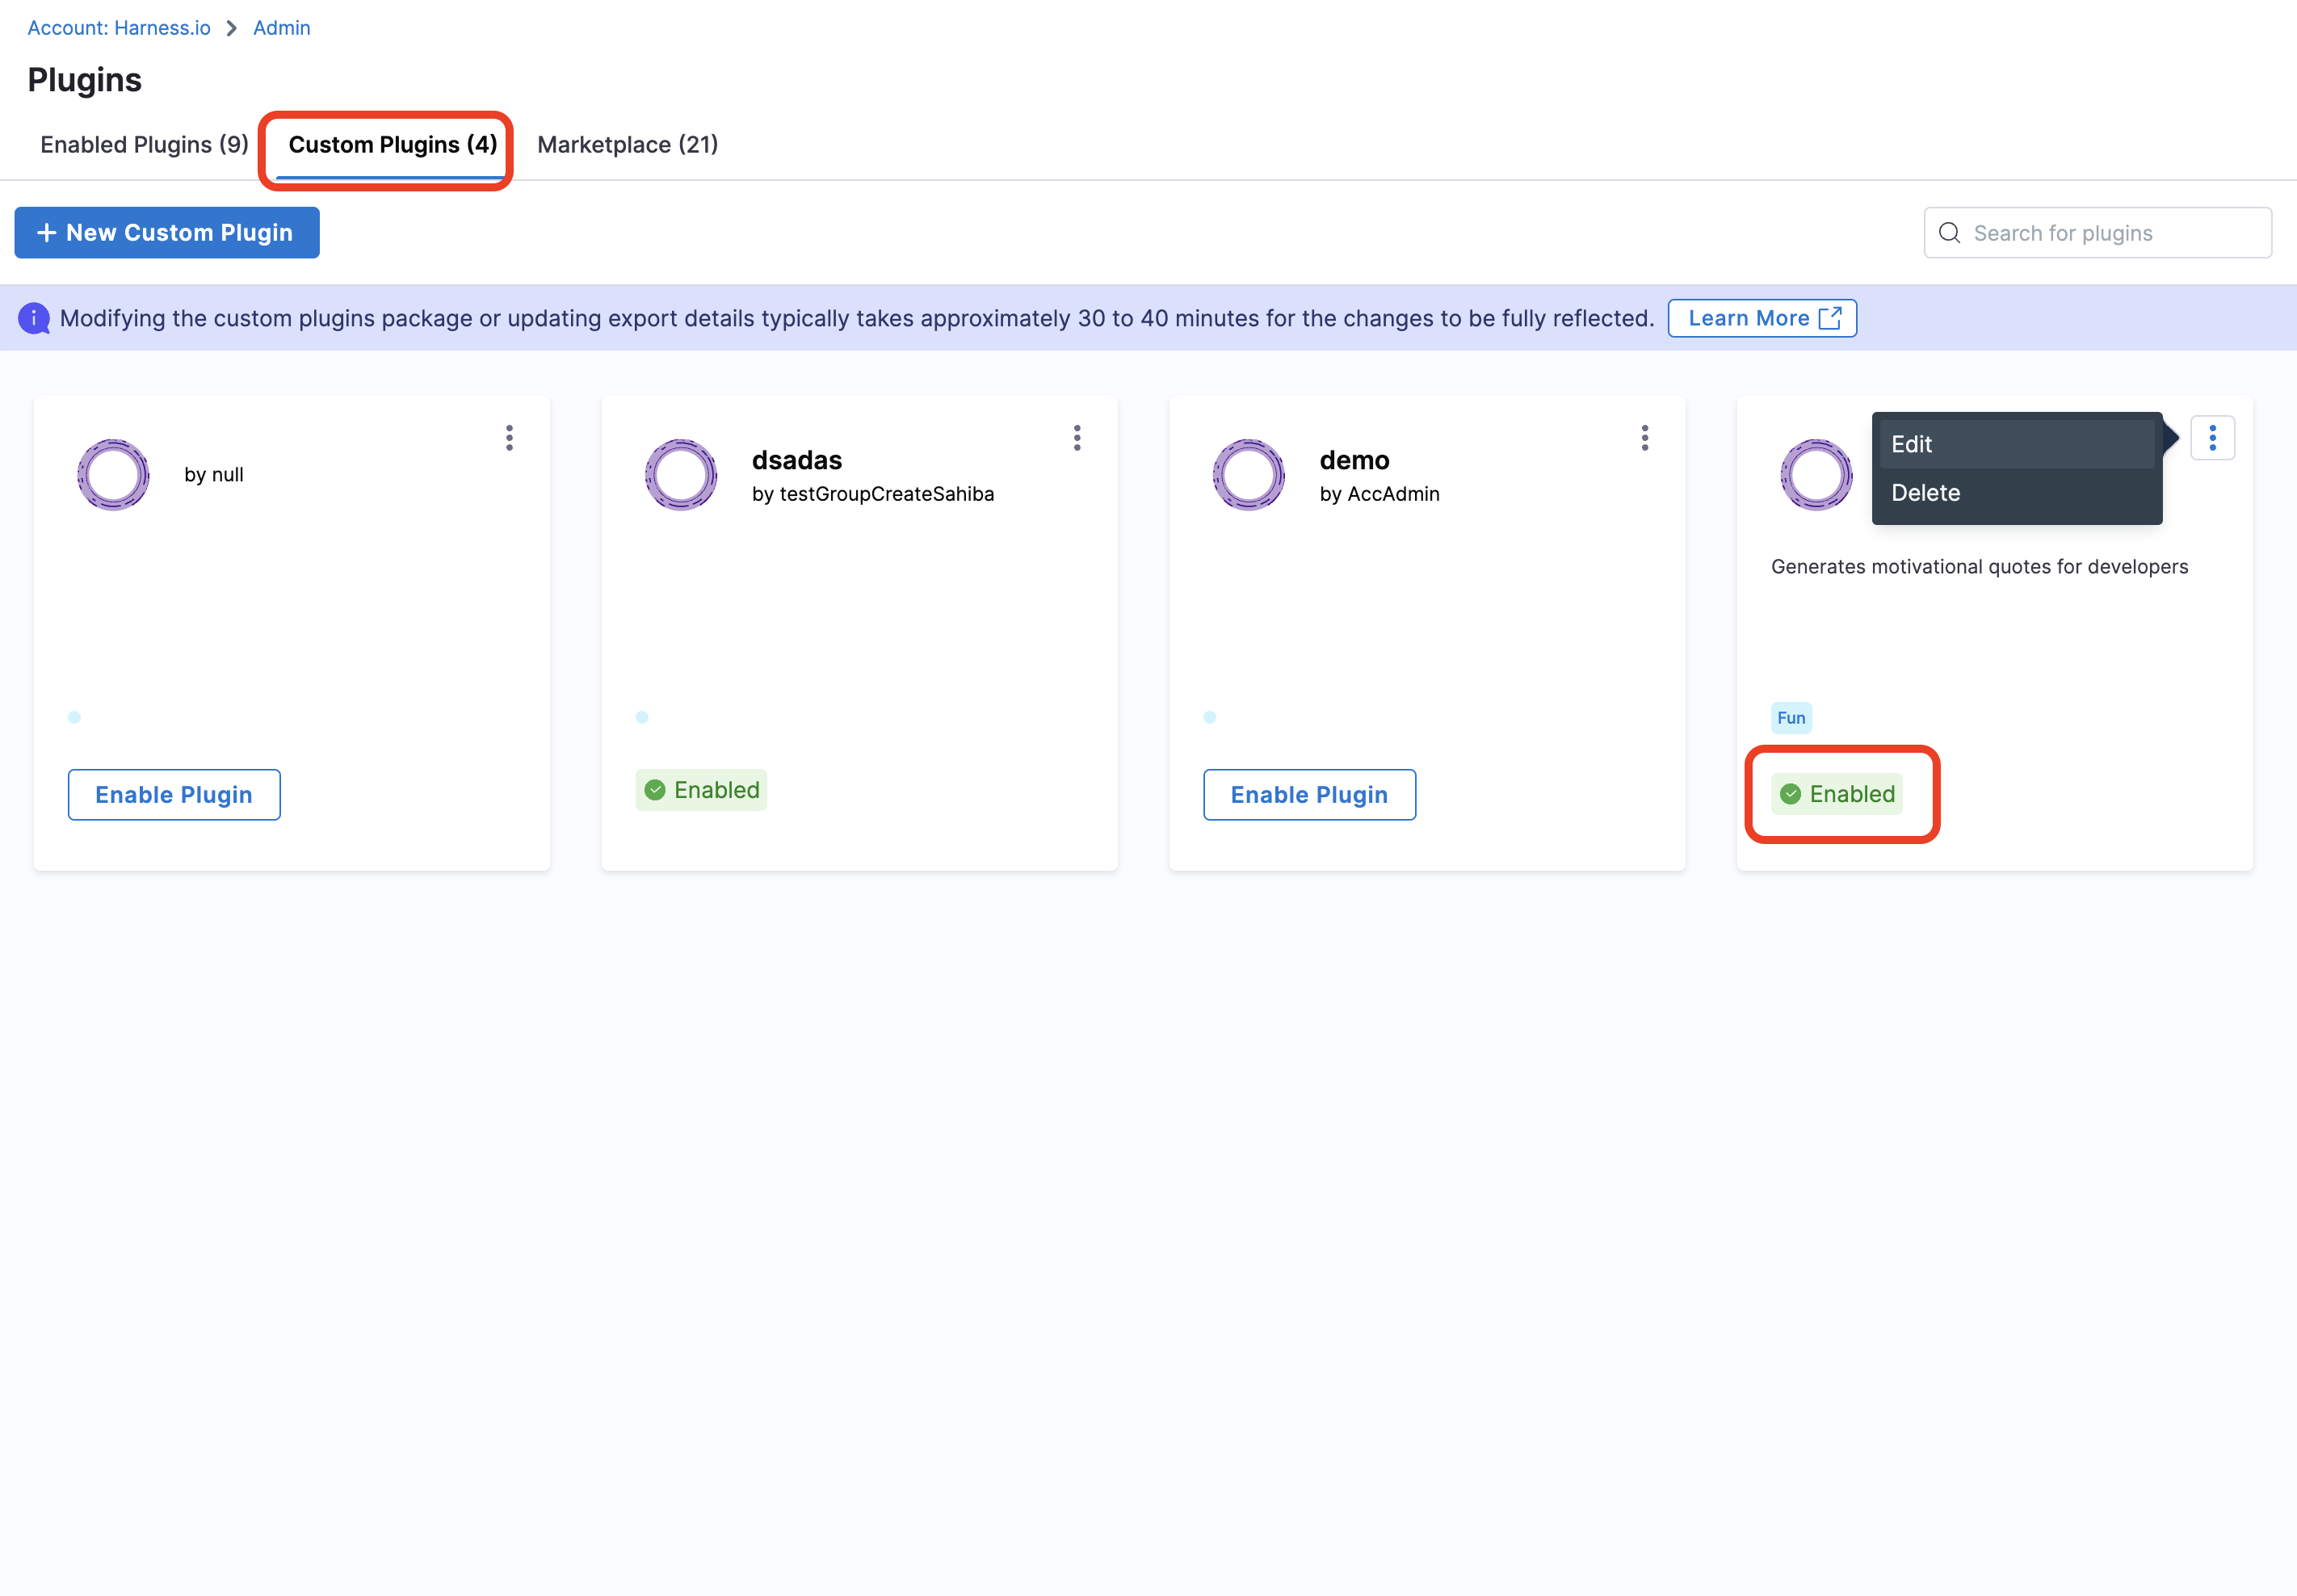 Account: Harness.io > Admin
Plugins
Enabled Plugins (9) Custom Plugins (4) Marketplace (21)
+ New Custom Plugin
Search for plugins
Modifying the custom plugins package or updating export details typically takes approximately 30 to 40 minutes for the changes to be fully reflected. Learn More
by null
dsadas
by testGroupCreateSahiba
demo
by AccAdmin
Edit
Delete
Generates motivational quotes for developers
Fun
Enable Plugin
Enabled
Enable Plugin
Enabled